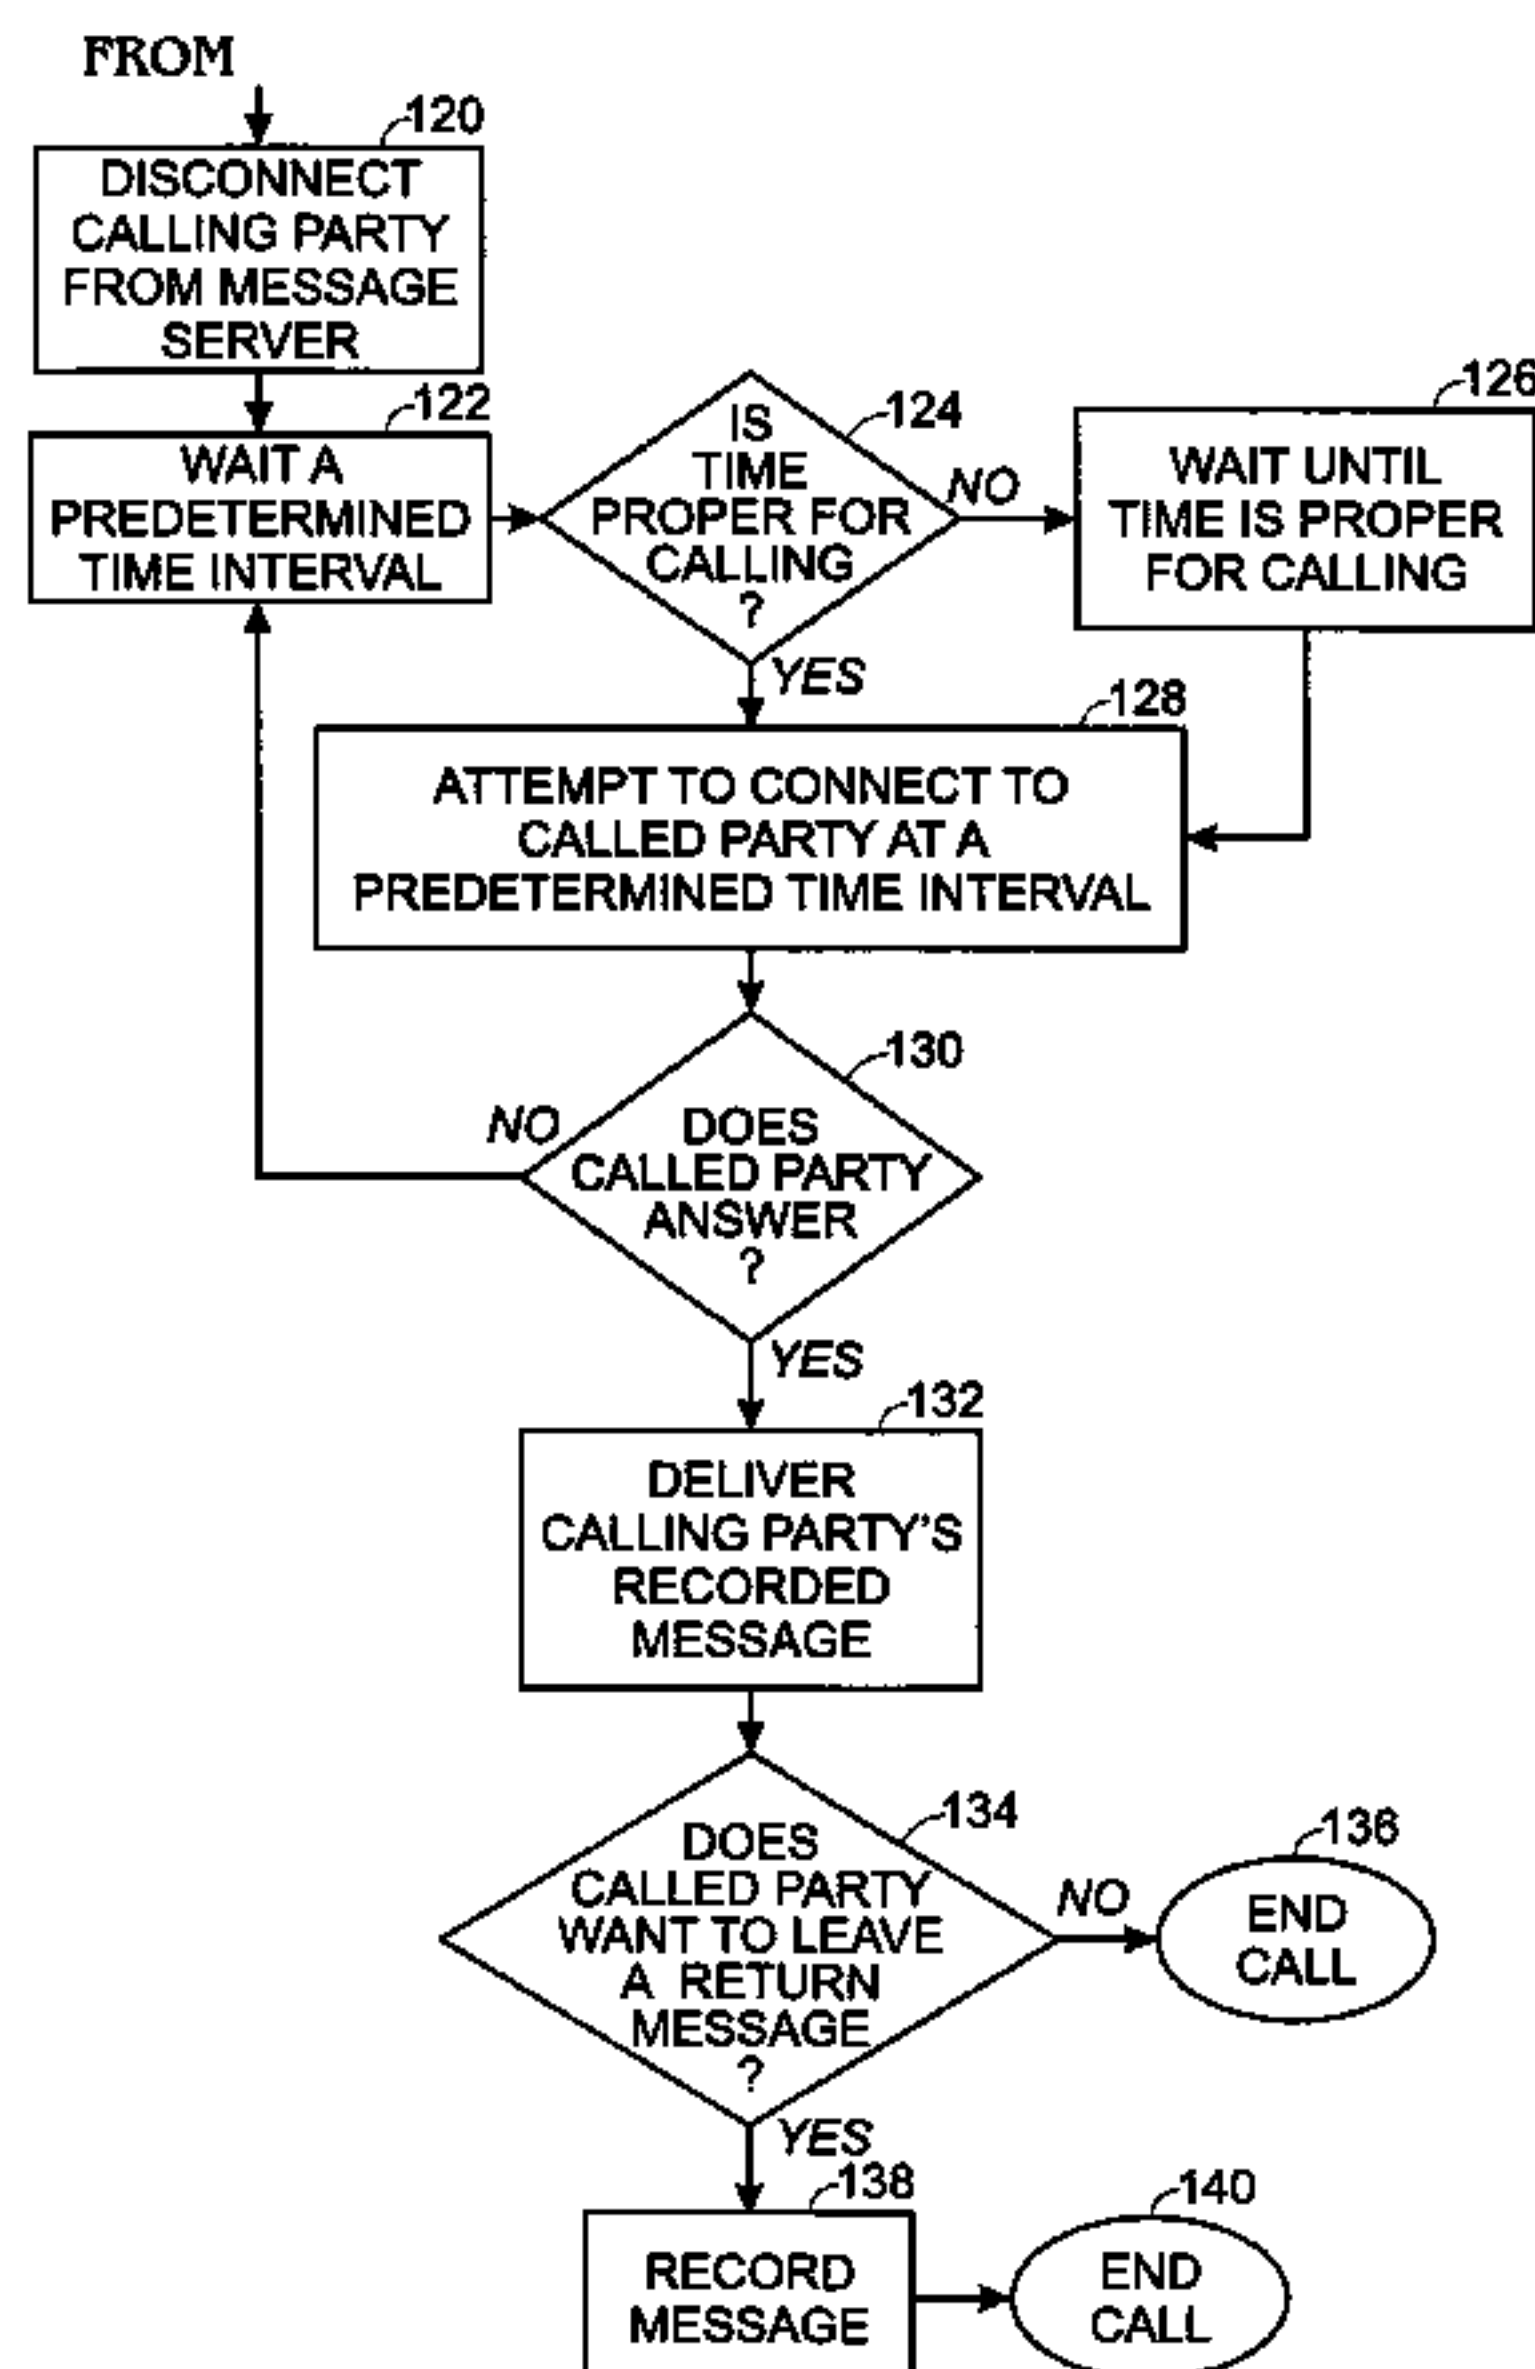 FROM
120
DISCONNECT
CALLING PARTY
FROM MESSAGE
SERVER
122
WAIT A
PREDETERMINED
TIME INTERVAL
124
IS
TIME
PROPER FOR
CALLING
?
NO
126
WAIT UNTIL
TIME IS PROPER
FOR CALLING
YES
128
ATTEMPT TO CONNECT TO
CALLED PARTY AT A
PREDETERMINED TIME INTERVAL
130
NO
DOES
CALLED PARTY
ANSWER
?
YES
132
DELIVER
CALLING PARTY'S
RECORDED
MESSAGE
134
DOES
CALLED PARTY
WANT TO LEAVE
A RETURN
MESSAGE
?
NO
136
END
CALL
YES
138
RECORD
MESSAGE
140
END
CALL